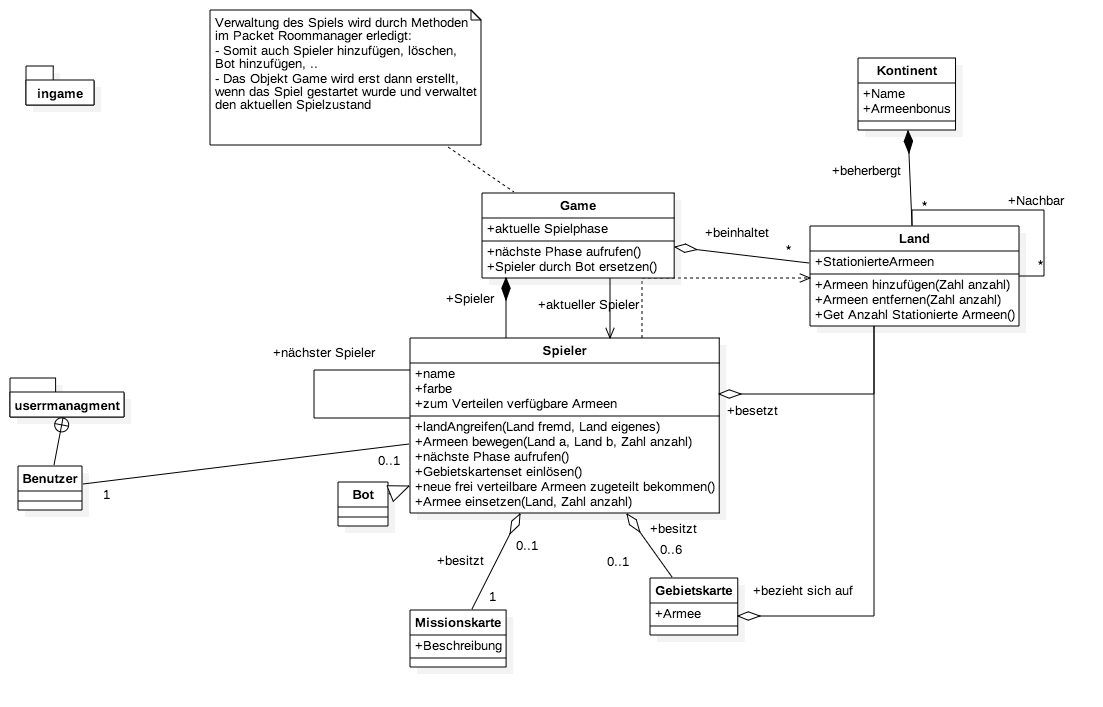 Verwaltung des Spiels wird durch Methoden
im Packet Roommanager erledigt:
- Somit auch Spieler hinzufügen, löschen,
Bot hinzufügen, ..
- Das Objekt Game wird erst dann erstellt,
wenn das Spiel gestartet wurde und verwaltet
den aktuellen Spielzustand
ingame
Kontinent
+Name
+Armeenbonus
+beherbergt
*
+Nachbar
*
Game
+aktuelle Spielphase
+nächste Phase aufrufen()
+Spieler durch Bot ersetzen()
+beinhaltet
*
Land
+StationierteArmeen
+Armeen hinzufügen(Zahl anzahl)
+Armeen entfernen(Zahl anzahl)
+Get Anzahl Stationierte Armeen()
+Spieler
+aktueller Spieler
+nächster Spieler
Spieler
+name
+farbe
+zum Verteilen verfügbare Armeen
+landAngreifen(Land fremd, Land eigenes)
+Armeen bewegen(Land a, Land b, Zahl anzahl)
+nächste Phase aufrufen()
+Gebietskartenset einlösen()
+neue frei verteilbare Armeen zugeteilt bekommen()
+Armee einsetzen(Land, Zahl anzahl)
+besetzt
userrmanagment
Benutzer
1
0..1
Bot
+besitzt
0..1
1
+besitzt
0..6
0..1
Missionskarte
+Beschreibung
Gebietskarte
+Armee
+bezieht sich auf